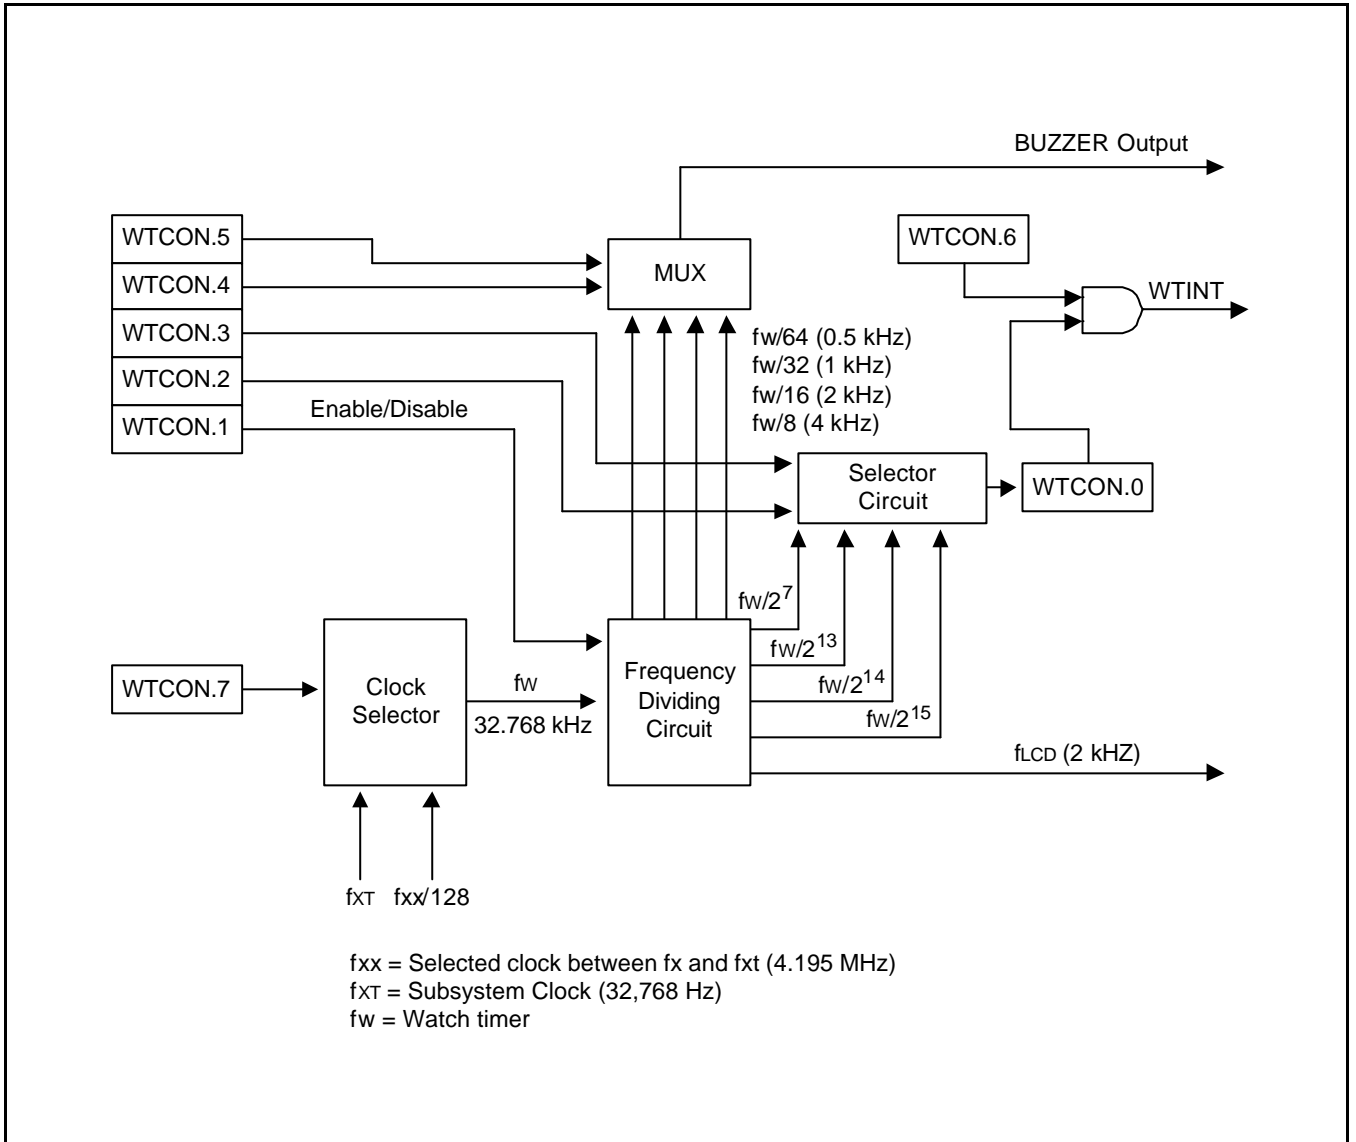 BUZZER Output
WTCON.5
WTCON.4
WTCON.3
WTCON.2
WTCON.1
Enable/Disable
MUX
WTCON.6
WTINT
fw/64 (0.5 kHz)
fw/32 (1 kHz)
fw/16 (2 kHz)
fw/8 (4 kHz)
Selector
Circuit
WTCON.0
fW/2^7
fW/2^13
fW/2^14
fW/2^15
WTCON.7
Clock
Selector
fW
32.768 kHz
Frequency
Dividing
Circuit
fLCD (2 kHZ)
fXT fxx/128
fxx = Selected clock between fx and fxt (4.195 MHz)
fXT = Subsystem Clock (32,768 Hz)
fw = Watch timer